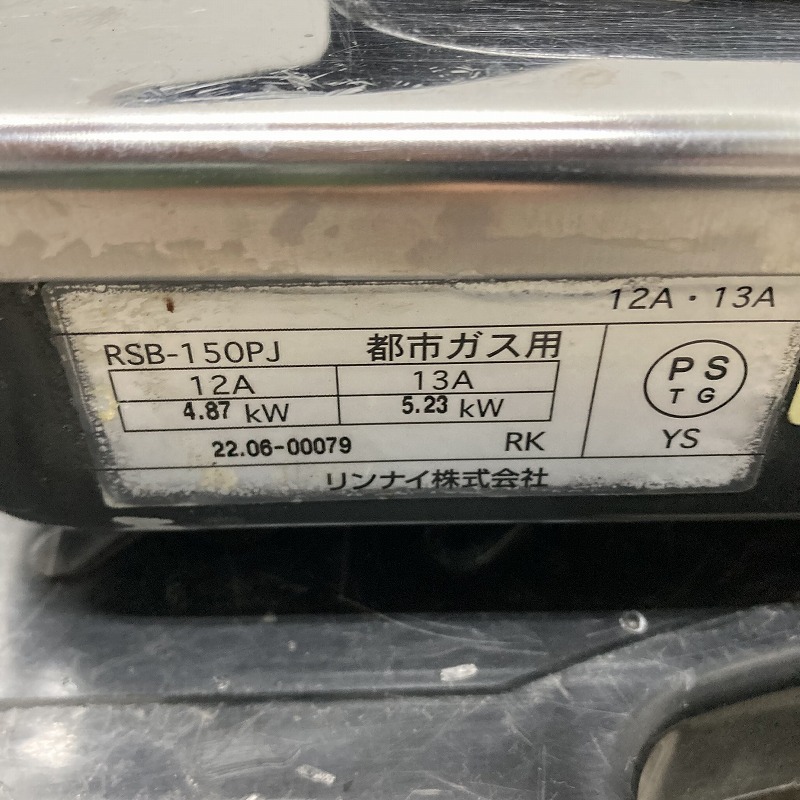 12A・13A
RSB-150PJ 都市ガス用
12A 13A
4.87 kW 5.23 kW
22.06-00079 RK
リンナイ株式会社
PS
TG
YS